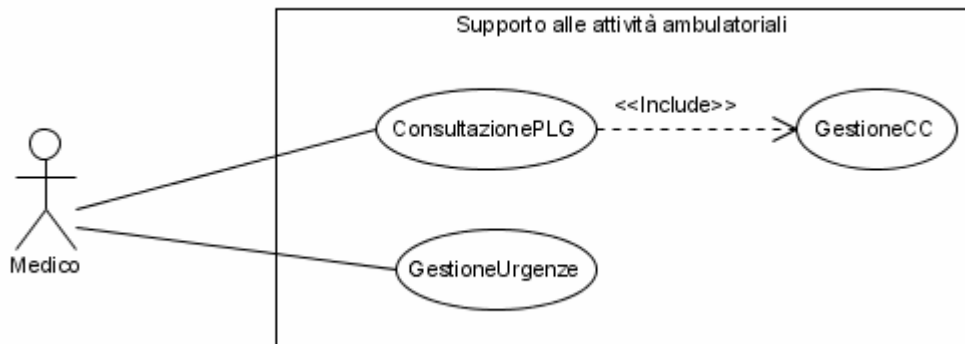 Supporto alle attività ambulatoriali
<<Include>>
ConsultazionePLG
GestioneCC
Medico
GestioneUrgenze